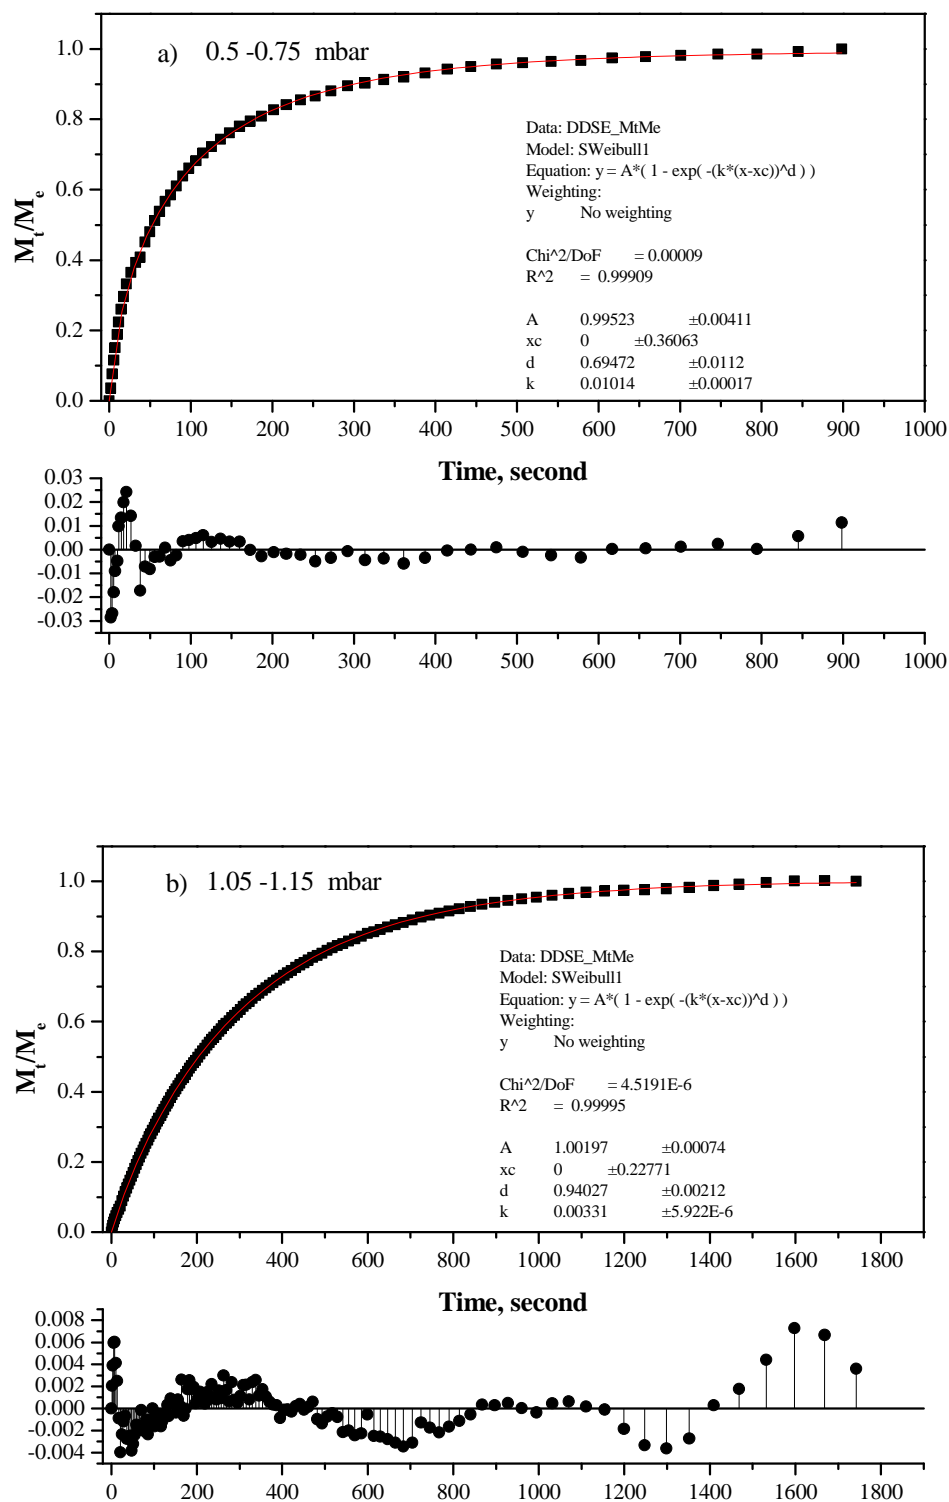 a) 0.5 -0.75 mbar
1.0
0.8
0.6
0.4
0.2
0.0
M_t/M_e
Data: DDSE_MtMe
Model: SWeibull1
Equation: y = A*( 1 - exp( -(k*(x-xc))^d ) )
Weighting:
y No weighting
Chi^2/DoF = 0.00009
R^2 = 0.99909
A 0.99523 ±0.00411
xc 0 ±0.36063
d 0.69472 ±0.0112
k 0.01014 ±0.00017
0 100 200 300 400 500 600 700 800 900 1000
Time, second
0.03
0.02
0.01
0.00
-0.01
-0.02
-0.03
0 100 200 300 400 500 600 700 800 900 1000
b) 1.05 -1.15 mbar
1.0
0.8
0.6
0.4
0.2
0.0
M_t/M_e
Data: DDSE_MtMe
Model: SWeibull1
Equation: y = A*( 1 - exp( -(k*(x-xc))^d ) )
Weighting:
y No weighting
Chi^2/DoF = 4.5191E-6
R^2 = 0.99995
A 1.00197 ±0.00074
xc 0 ±0.22771
d 0.94027 ±0.00212
k 0.00331 ±5.922E-6
0 200 400 600 800 1000 1200 1400 1600 1800
Time, second
0.008
0.006
0.004
0.002
0.000
-0.002
-0.004
0 200 400 600 800 1000 1200 1400 1600 1800